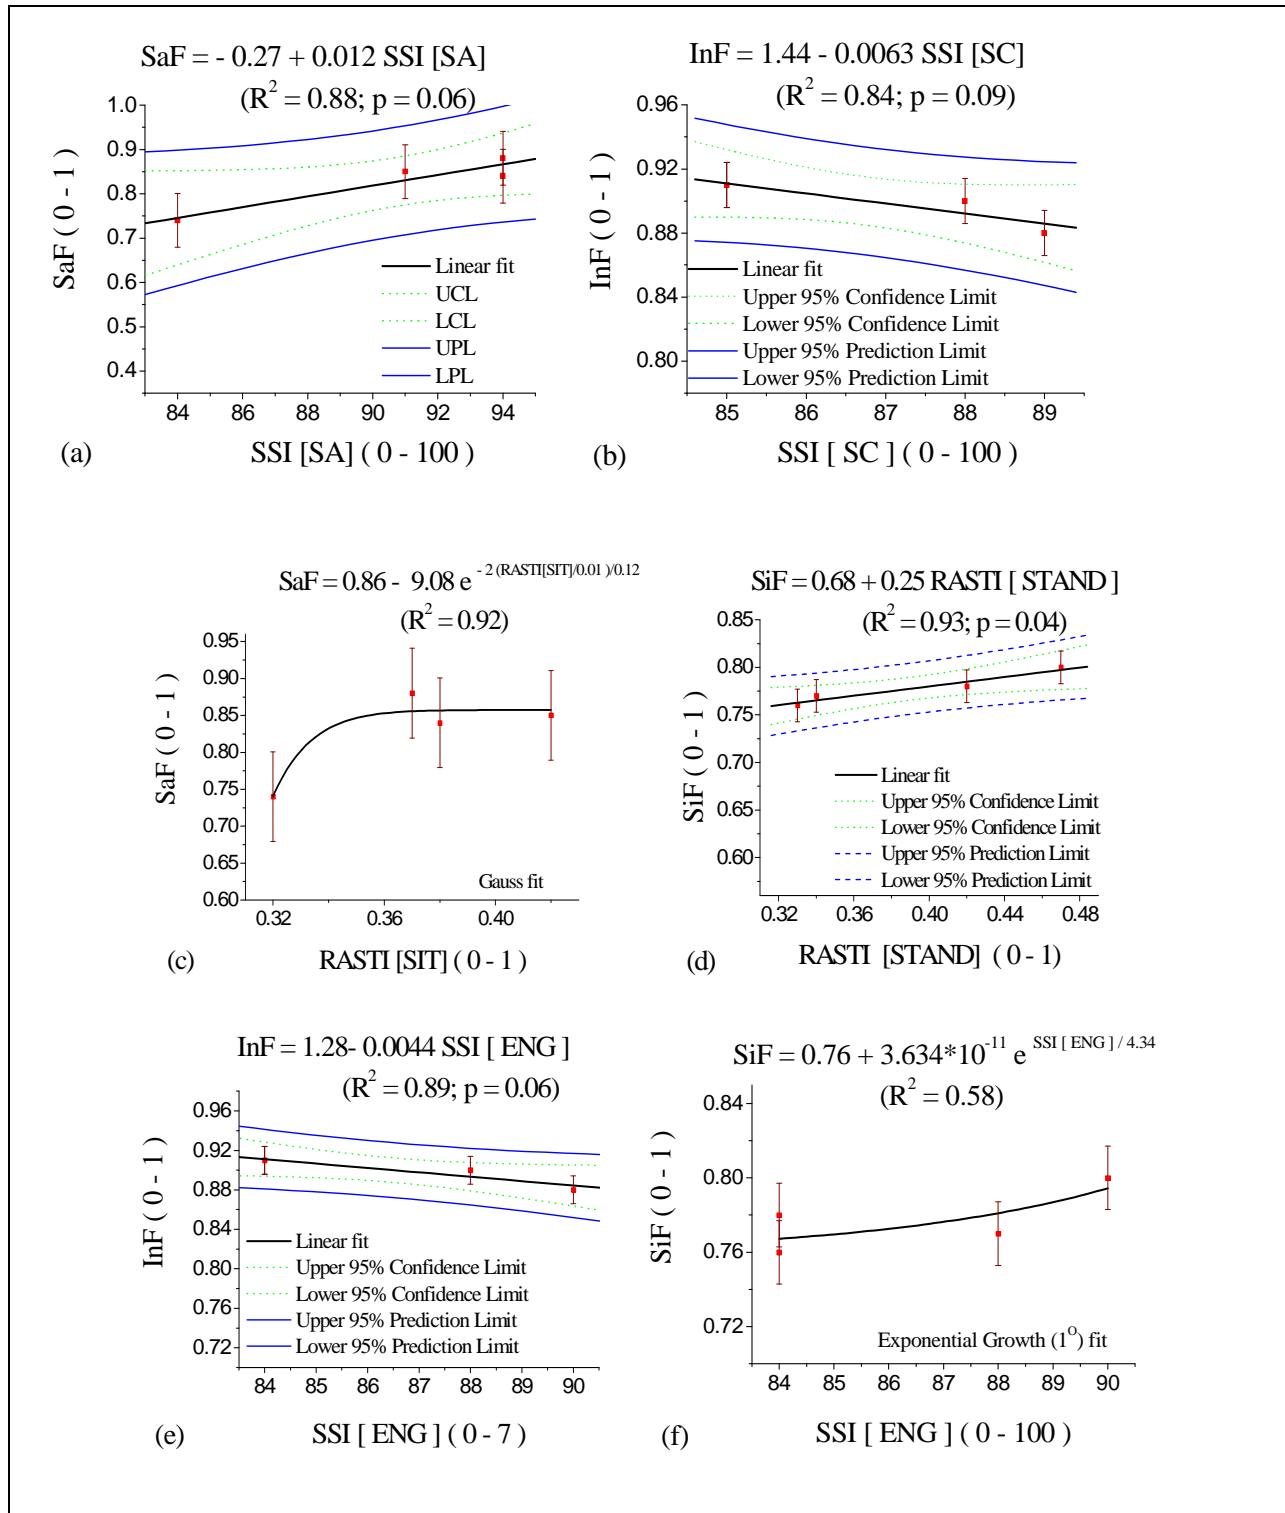 SaF = - 0.27 + 0.012 SSI [SA]
(R² = 0.88; p = 0.06)
1.0
0.9
0.8
0.7
0.6
0.5
0.4
SaF ( 0 - 1 )
Linear fit
UCL
LCL
UPL
LPL
84 86 88 90 92 94
(a) SSI [SA] ( 0 - 100 )
InF = 1.44 - 0.0063 SSI [SC]
(R² = 0.84; p = 0.09)
0.96
0.92
0.88
0.84
0.80
InF ( 0 - 1 )
Linear fit
Upper 95% Confidence Limit
Lower 95% Confidence Limit
Upper 95% Prediction Limit
Lower 95% Prediction Limit
85 86 87 88 89
(b) SSI [ SC ] ( 0 - 100 )
SaF = 0.86 - 9.08 e^{- 2 (RASTI[SIT]/0.01 ) / 0.12}
(R² = 0.92)
0.95
0.90
0.85
0.80
0.75
0.70
0.65
0.60
SaF ( 0 - 1 )
Gauss fit
0.32 0.36 0.40
(c) RASTI [SIT] ( 0 - 1 )
SiF = 0.68 + 0.25 RASTI [ STAND ]
(R² = 0.93; p = 0.04)
0.85
0.80
0.75
0.70
0.65
0.60
SiF ( 0 - 1 )
Linear fit
Upper 95% Confidence Limit
Lower 95% Confidence Limit
Upper 95% Prediction Limit
Lower 95% Prediction Limit
0.32 0.36 0.40 0.44 0.48
(d) RASTI [STAND] ( 0 - 1)
InF = 1.28- 0.0044 SSI [ ENG ]
(R² = 0.89; p = 0.06)
0.96
0.92
0.88
0.84
0.80
0.76
0.72
InF ( 0 - 1 )
Linear fit
Upper 95% Confidence Limit
Lower 95% Confidence Limit
Upper 95% Prediction Limit
Lower 95% Prediction Limit
84 85 86 87 88 89 90
(e) SSI [ ENG ] ( 0 - 7 )
SiF = 0.76 + 3.634*10⁻¹¹ e^{SSI [ ENG ] / 4.34}
(R² = 0.58)
0.84
0.80
0.76
0.72
SiF ( 0 - 1 )
Exponential Growth (1º) fit
84 85 86 87 88 89 90
(f) SSI [ ENG ] ( 0 - 100 )